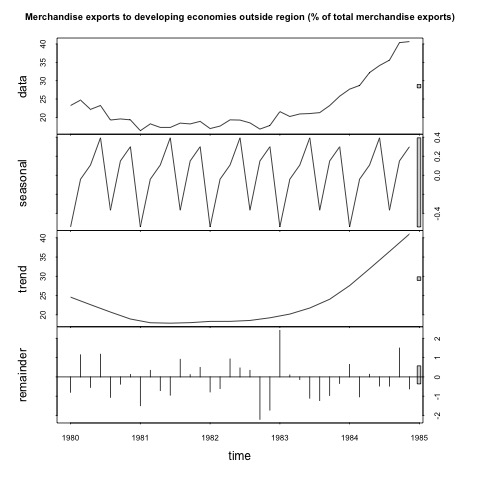 Merchandise exports to developing economies outside region (% of total merchandise exports)
data
20 25 30 35 40
seasonal
-0.4 0.0 0.2 0.4
trend
20 25 30 35 40
remainder
-2 -1 0 1 2
1980 1981 1982 1983 1984 1985
time